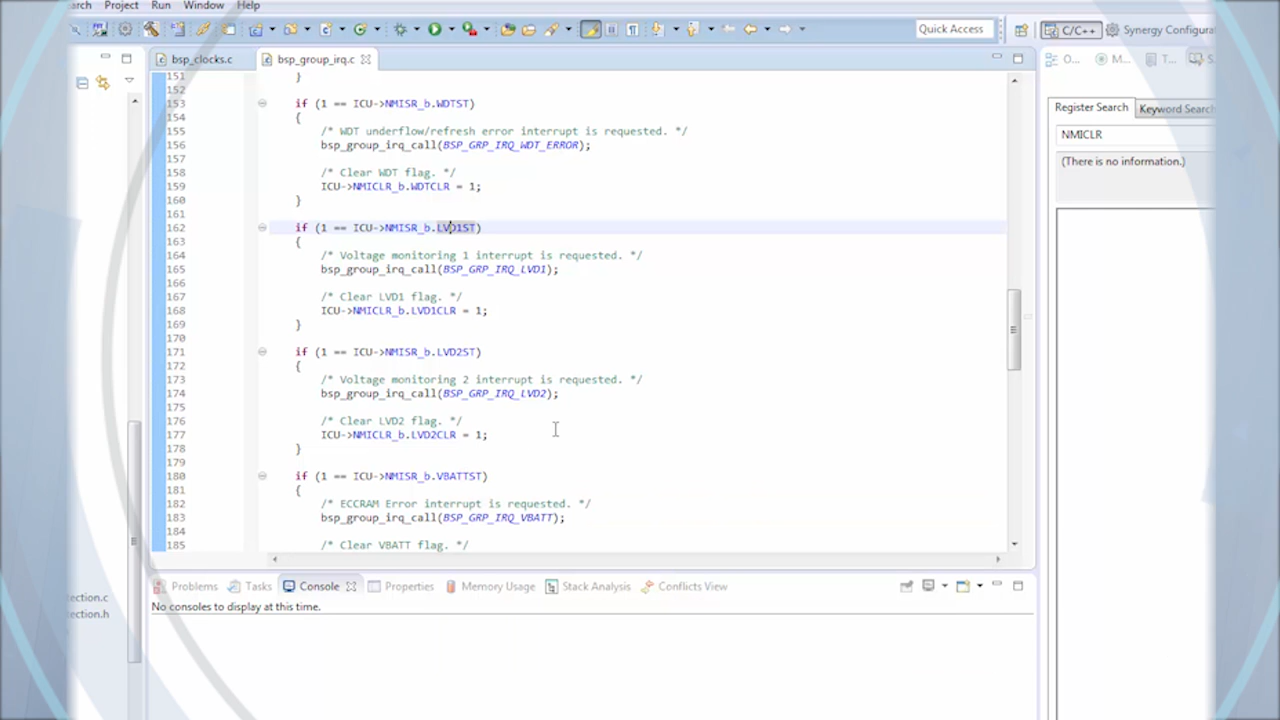 Project Run Window Help
Quick Access
C/C++ Synergy Configura
bsp_clocks.c bsp_group_irq.c
O... M... T... S.
Register Search Keyword Search
NMICLR
(There is no information.)
151 }
152
153 if (1 == ICU->NMISR_b.WDTST)
154 {
155 /* WDT underflow/refresh error interrupt is requested. */
156 bsp_group_irq_call(BSP_GRP_IRQ_WDT_ERROR);
157
158 /* Clear WDT flag. */
159 ICU->NMICLR_b.WDTCLR = 1;
160 }
161
162 if (1 == ICU->NMISR_b.LVD1ST)
163 {
164 /* Voltage monitoring 1 interrupt is requested. */
165 bsp_group_irq_call(BSP_GRP_IRQ_LVD1);
166
167 /* Clear LVD1 flag. */
168 ICU->NMICLR_b.LVD1CLR = 1;
169 }
170
171 if (1 == ICU->NMISR_b.LVD2ST)
172 {
173 /* Voltage monitoring 2 interrupt is requested. */
174 bsp_group_irq_call(BSP_GRP_IRQ_LVD2);
175
176 /* Clear LVD2 flag. */
177 ICU->NMICLR_b.LVD2CLR = 1;
178 }
179
180 if (1 == ICU->NMISR_b.VBATTST)
181 {
182 /* ECCRAM Error interrupt is requested. */
183 bsp_group_irq_call(BSP_GRP_IRQ_VBATT);
184
185 /* Clear VBATT flag. */
Problems Tasks Console Properties Memory Usage Stack Analysis Conflicts View
No consoles to display at this time.
tection.c
tection.h